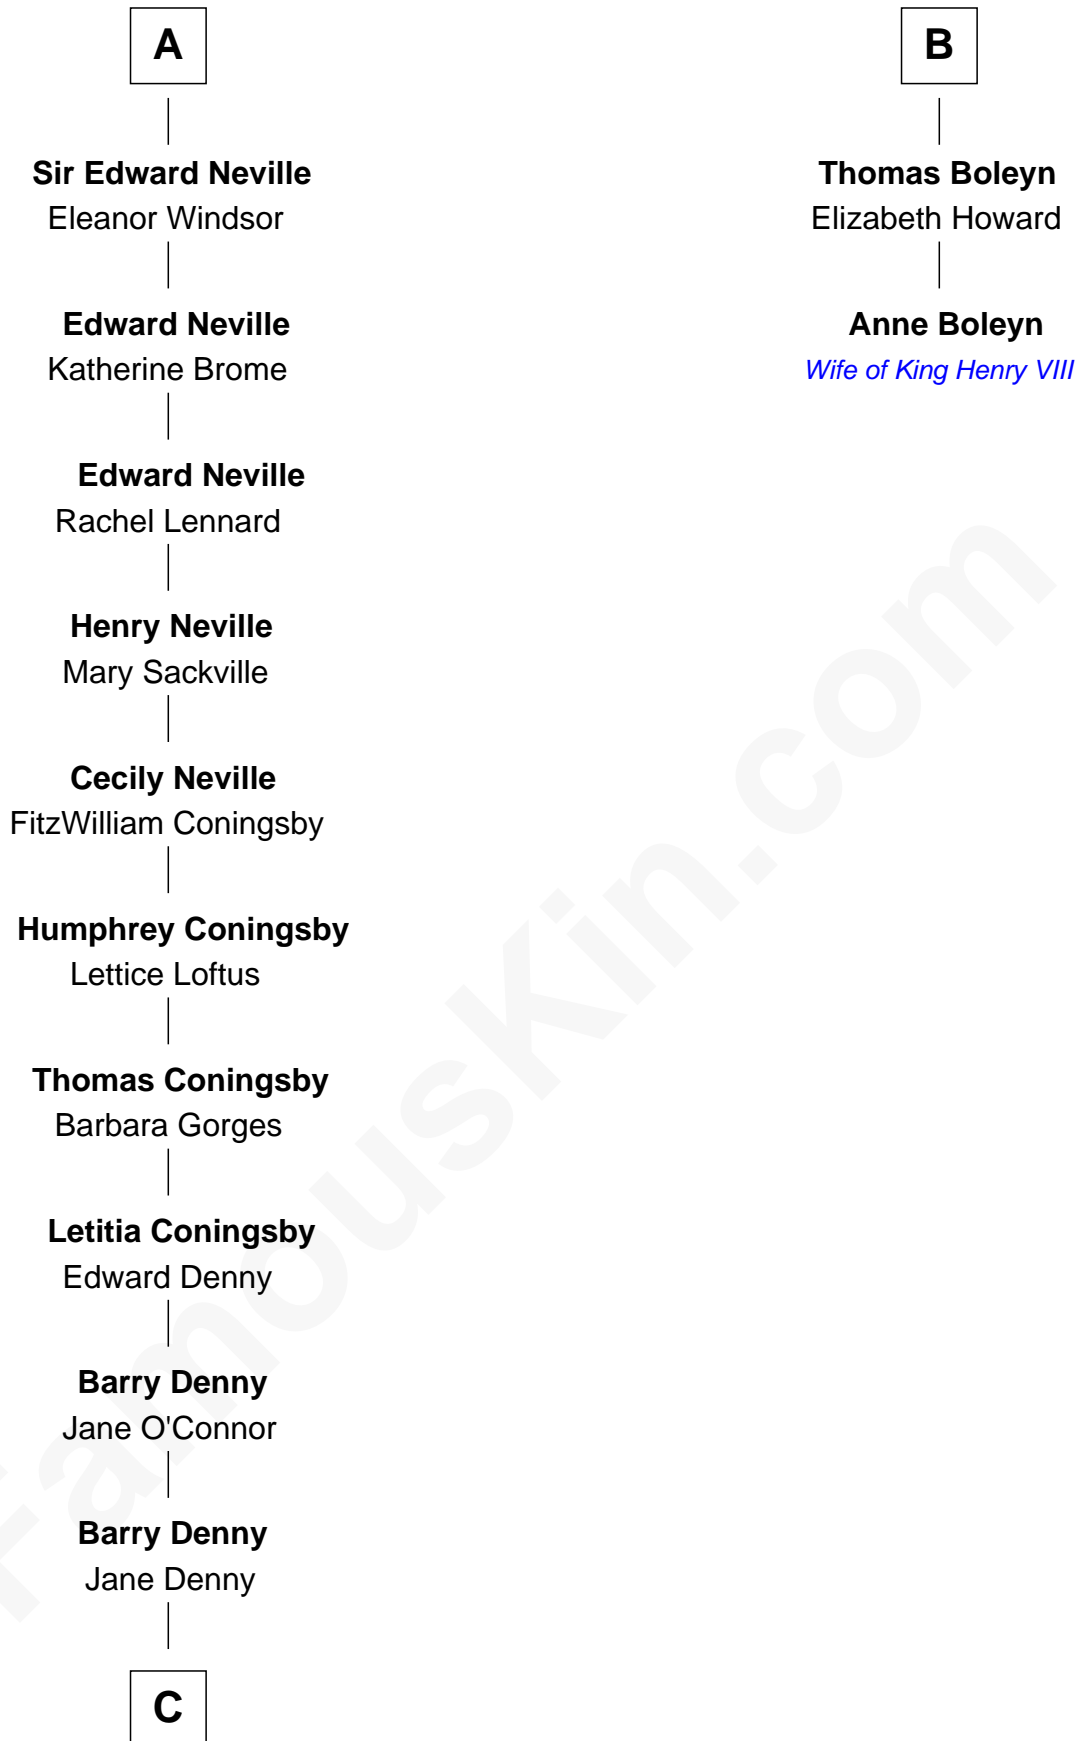 A
Sir Edward Neville
Eleanor Windsor
Edward Neville
Katherine Brome
Edward Neville
Rachel Lennard
Henry Neville
Mary Sackville
Cecily Neville
FitzWilliam Coningsby
Humphrey Coningsby
Lettice Loftus
Thomas Coningsby
Barbara Gorges
Letitia Coningsby
Edward Denny
Barry Denny
Jane O'Connor
Barry Denny
Jane Denny
C
B
Thomas Boleyn
Elizabeth Howard
Anne Boleyn
Wife of King Henry VIII
FamousKin.com